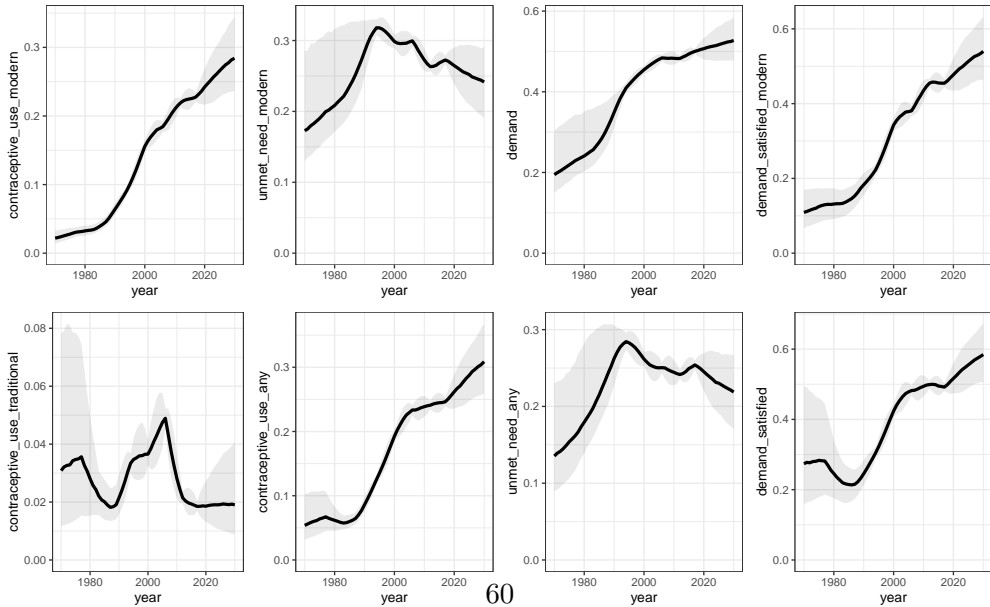 contraceptive_use_modern
0.3
0.2
0.1
0.0
1980 2000 2020
year
unmet_need_modern
0.3
0.2
0.1
0.0
1980 2000 2020
year
demand
0.6
0.4
0.2
0.0
1980 2000 2020
year
demand_satisfied_modern
0.6
0.4
0.2
0.0
1980 2000 2020
year
contraceptive_use_traditional
0.08
0.06
0.04
0.02
0.00
1980 2000 2020
year
contraceptive_use_any
0.3
0.2
0.1
0.0
1980 2000 2020
year
unmet_need_any
0.3
0.2
0.1
0.0
1980 2000 2020
year
demand_satisfied
0.6
0.4
0.2
0.0
1980 2000 2020
year
60